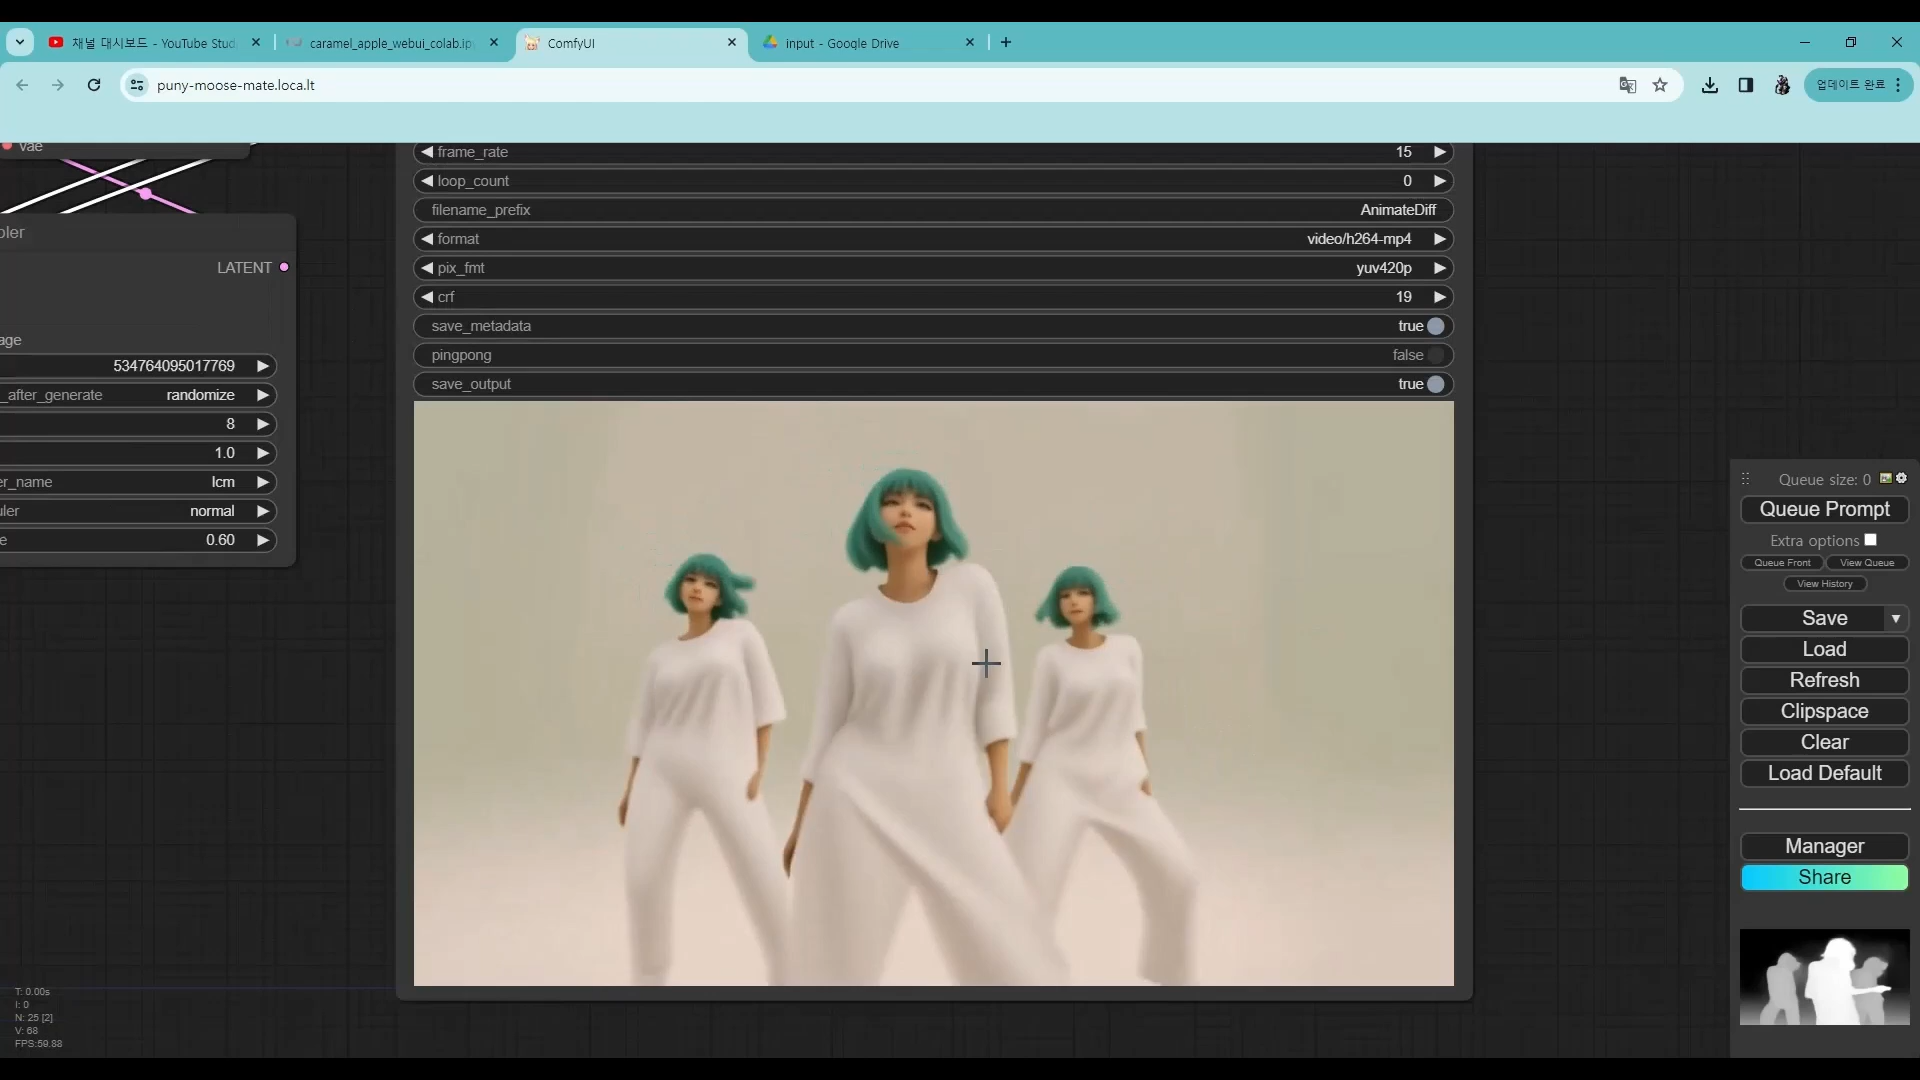 채널 대시보드 - YouTube Stud
caramel_apple_webui_colab.ip
ComfyUI
input - Google Drive
puny-moose-mate.loca.lt
업데이트 완료
vae
frame_rate 15
loop_count 0
filename_prefix AnimateDiff
format video/h264-mp4
pix_fmt yuv420p
crf 19
save_metadata true
pingpong false
save_output true
pler
LATENT
age
534764095017769
_after_generate randomize
8
1.0
er_name lcm
uler normal
e 0.60
Queue size: 0
Queue Prompt
Extra options
Queue Front View Queue
View History
Save
Load
Refresh
Clipspace
Clear
Load Default
Manager
Share
T: 0.00s
I: 0
N: 25 [2]
V: 68
FPS:59.88